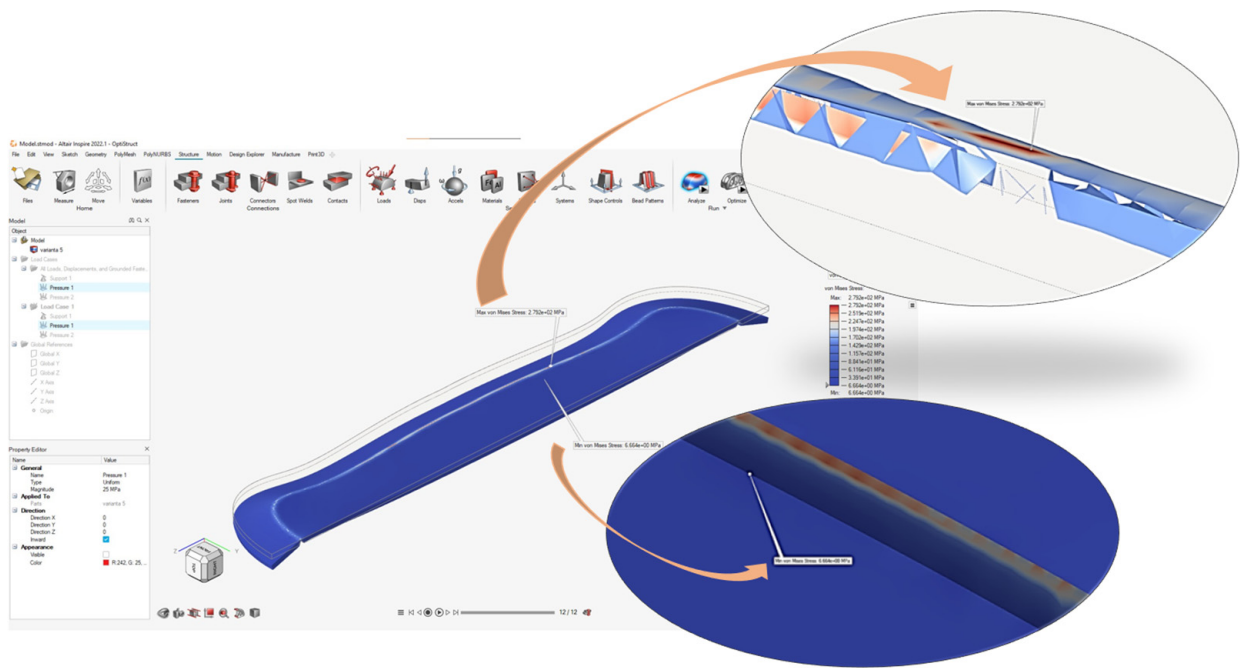 Model.stmod - Altair Inspire 2022.1 - OptiStruct
File Edit View Sketch Geometry PolyMesh PolyNURBS Structure Motion Design Explorer Manufacture Print3D
Files Measure Move Variables Fasteners Joints Connectors Spot Welds Contacts Loads Disps Accels Materials Systems Shape Controls Bead Patterns Analyze Optimize
Home Connections Run
Model
Object
Model
varianta 5
Load Cases
All Loads, Displacements, and Grounded Faste...
Support 1
Pressure 1
Pressure 2
Load Case 1
Support 1
Pressure 1
Pressure 2
Global References
Global X
Global Y
Global Z
X Axis
Y Axis
Z Axis
Origin
Property Editor
Name Value
General
Name Pressure 1
Type Uniform
Magnitude 25 MPa
Applied To
Parts varianta 5
Direction
Direction X 0
Direction Y 0
Direction Z 0
Inward
Appearance
Visible
Color R:242, G: 25, ...
Max von Mises Stress: 2.792e+02 MPa
Min von Mises Stress: 6.664e+00 MPa
Z Y
12 / 12
von Mises Stress
Max: 2.792e+02 MPa
2.792e+02 MPa
2.519e+02 MPa
2.247e+02 MPa
1.974e+02 MPa
1.702e+02 MPa
1.429e+02 MPa
1.157e+02 MPa
8.841e+01 MPa
6.116e+01 MPa
3.391e+01 MPa
6.664e+00 MPa
Min: 6.664e+00 MPa
Max von Mises Stress: 2.792e+02 MPa
Min von Mises Stress: 6.664e+00 MPa